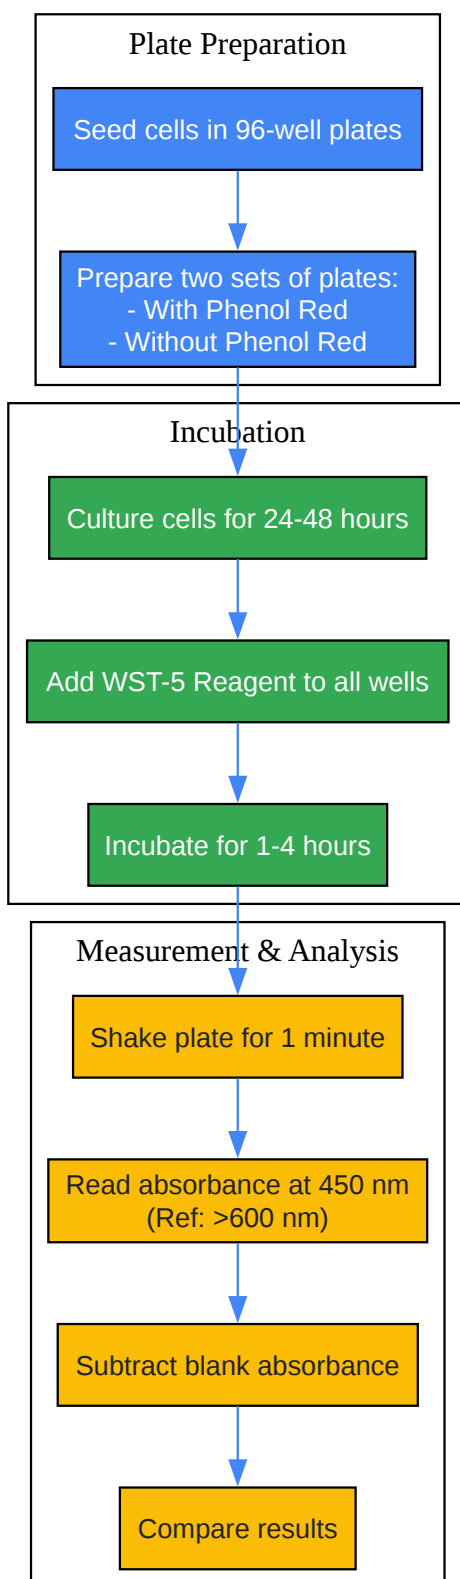 Plate Preparation
Seed cells in 96-well plates
Prepare two sets of plates:
- With Phenol Red
- Without Phenol Red
Incubation
Culture cells for 24-48 hours
Add WST-5 Reagent to all wells
Incubate for 1-4 hours
Measurement & Analysis
Shake plate for 1 minute
Read absorbance at 450 nm
(Ref: >600 nm)
Subtract blank absorbance
Compare results